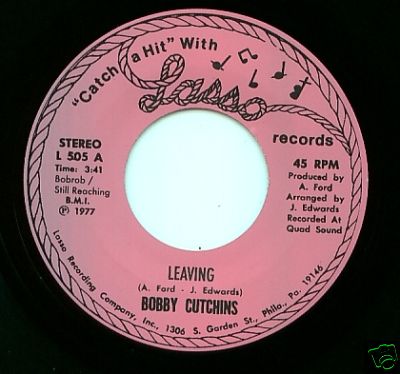 "Catch a Hit" With
Lasso
records
STEREO
L 505 A
Time: 3:41
Bobrob /
Still Reaching
B.M.I.
℗ 1977
45 RPM
Produced by
A. Ford
Arranged by
J. Edwards
Recorded At
Quad Sound
LEAVING
(A. Ford - J. Edwards)
BOBBY CUTCHINS
Lasso Recording Company, Inc., 1306 S. Garden St., Phila., Pa. 19146